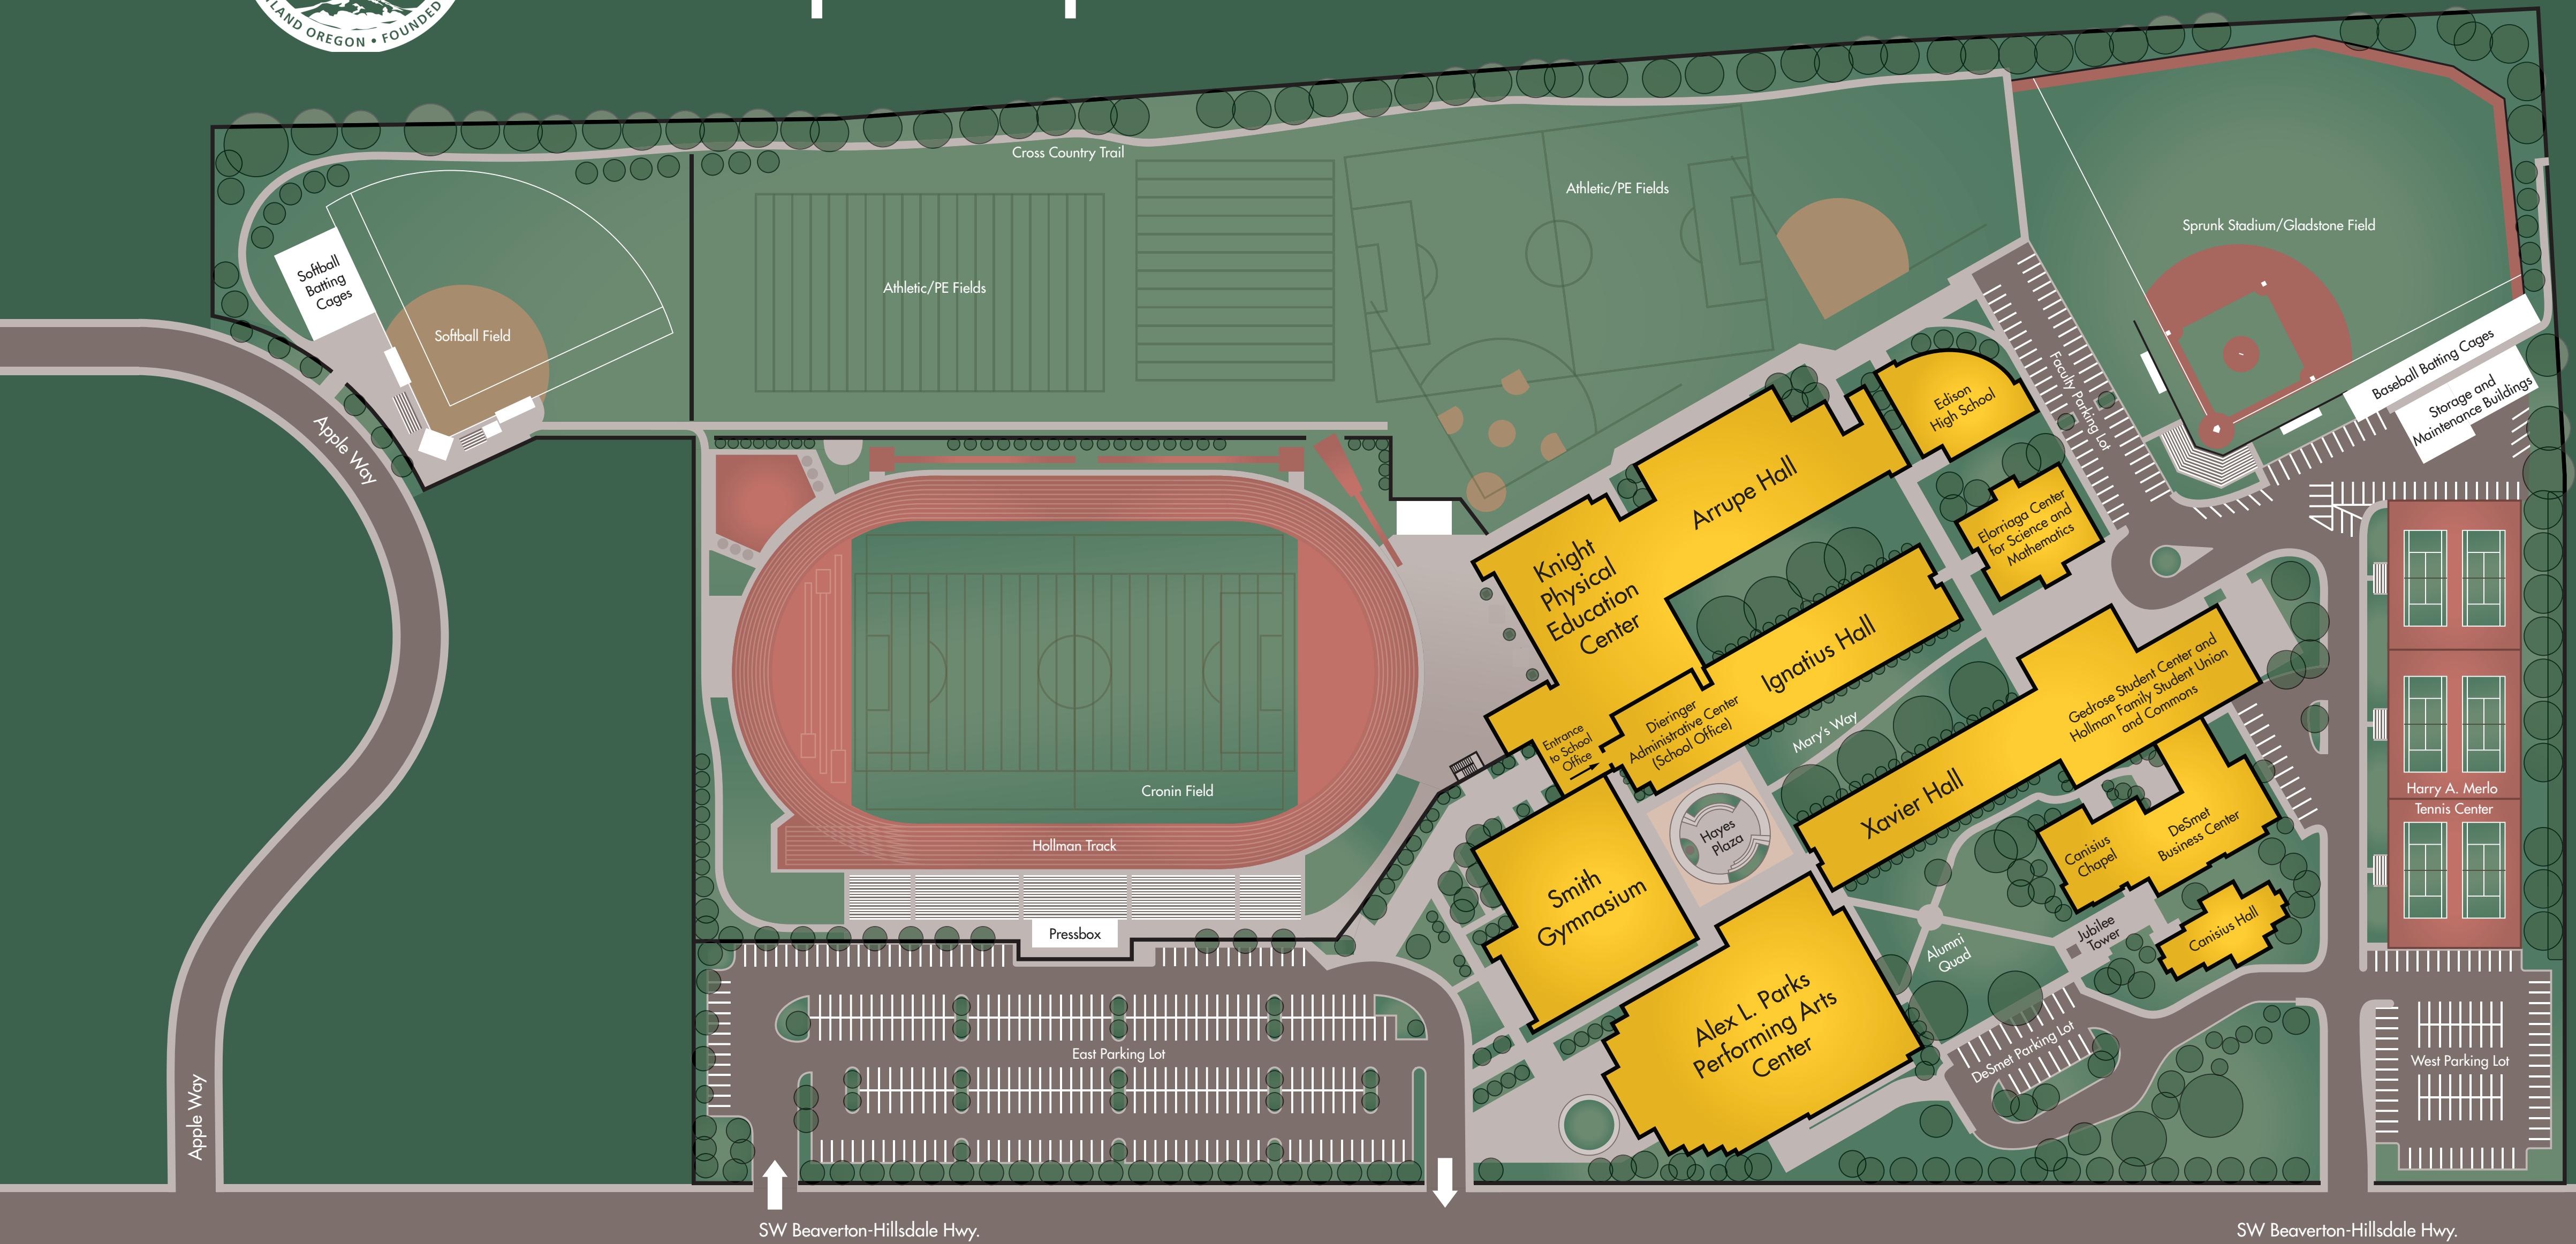 LAND OREGON • FOUNDED
Cross Country Trail
Athletic/PE Fields
Athletic/PE Fields
Sprunk Stadium/Gladstone Field
Softball
Batting
Cages
Softball Field
Apple Way
Faculty Parking Lot
Baseball Batting Cages
Storage and
Maintenance Buildings
Edison
High School
Arrupe Hall
Elorriaga Center
for Science and
Mathematics
Knight
Physical
Education
Center
Ignatius Hall
Dieringer
Administrative Center
(School Office)
Entrance
to School
Office
Mary's Way
Gedrose Student Center and
Hollman Family Student Union
and Commons
Xavier Hall
Harry A. Merlo
Tennis Center
Cronin Field
Hollman Track
Pressbox
Hayes
Plaza
Smith
Gymnasium
Canisius
Chapel
DeSmet
Business Center
Canisius Hall
Jubilee
Tower
Alumni
Quad
Alex L. Parks
Performing Arts
Center
East Parking Lot
DeSmet Parking Lot
West Parking Lot
Apple Way
SW Beaverton-Hillsdale Hwy.
SW Beaverton-Hillsdale Hwy.